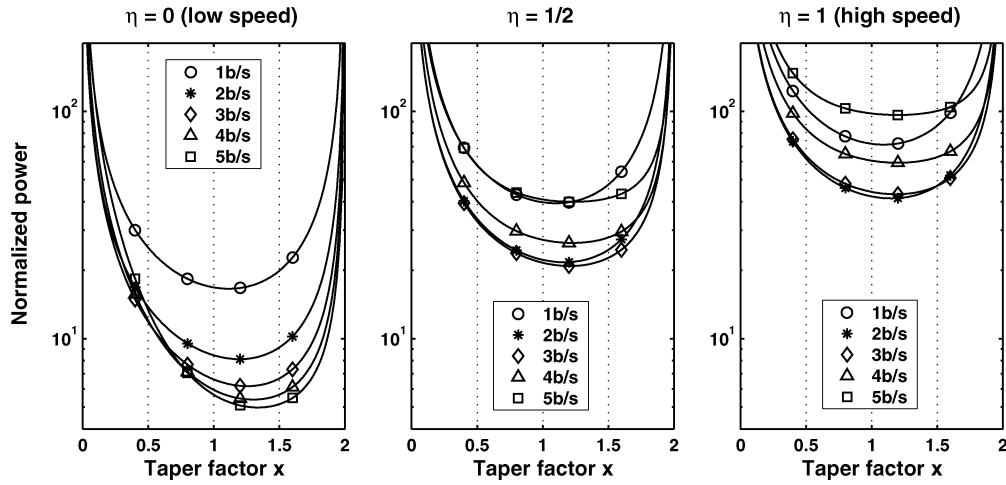 η = 0 (low speed)
η = 1/2
η = 1 (high speed)
Normalized power
10²
10¹
1b/s
2b/s
3b/s
4b/s
5b/s
0 0.5 1 1.5 2
Taper factor x
10²
10¹
1b/s
2b/s
3b/s
4b/s
5b/s
0 0.5 1 1.5 2
Taper factor x
10²
10¹
1b/s
2b/s
3b/s
4b/s
5b/s
0 0.5 1 1.5 2
Taper factor x